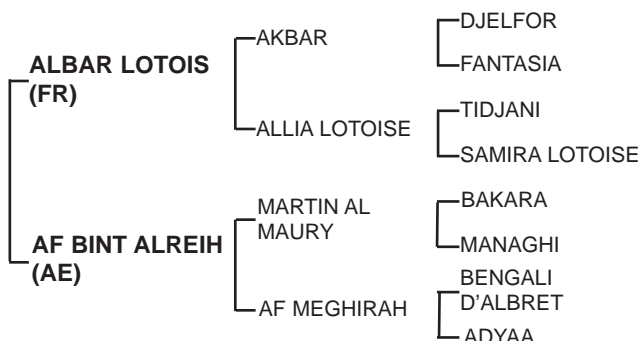 DJELFOR
AKBAR
FANTASIA
ALBAR LOTOIS
(FR)
TIDJANI
ALLIA LOTOISE
SAMIRA LOTOISE
BAKARA
MARTIN AL
MAURY
MANAGHI
AF BINT ALREIH
(AE)
BENGALI
D'ALBRET
AF MEGHIRAH
ADYAA